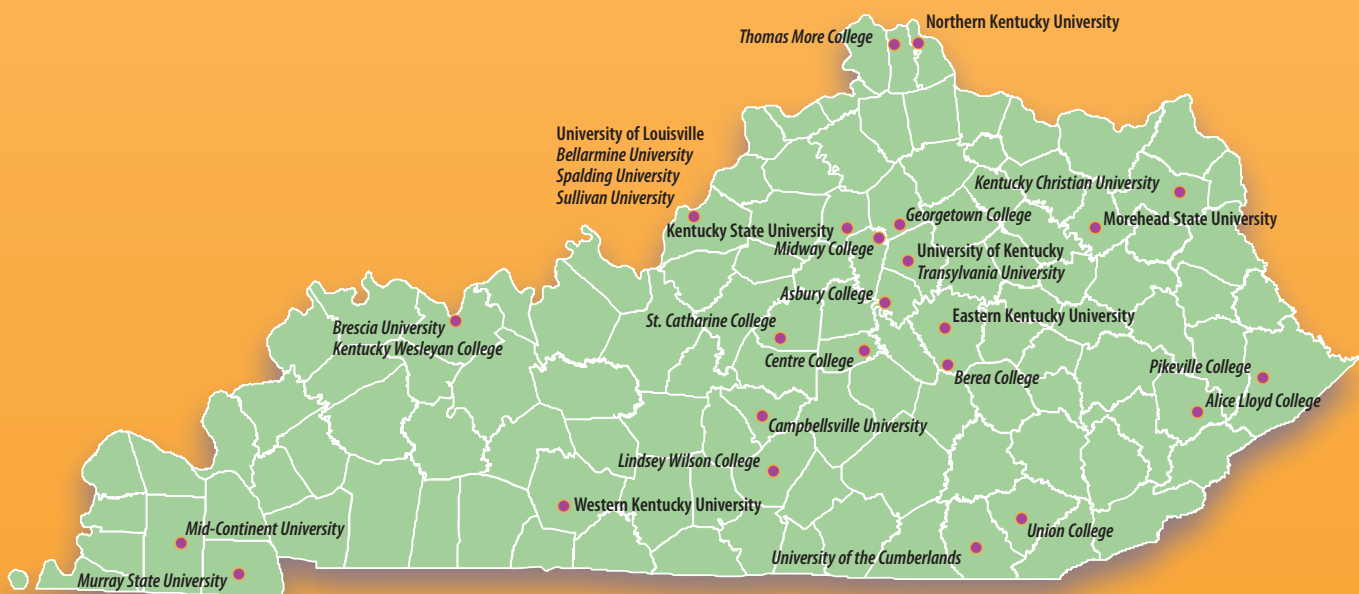 Northern Kentucky University
Thomas More College
University of Louisville
Bellarmine University
Spalding University
Sullivan University
Kentucky Christian University
Georgetown College
Morehead State University
Kentucky State University
Midway College
University of Kentucky
Transylvania University
Asbury College
Eastern Kentucky University
St. Catharine College
Brescia University
Kentucky Wesleyan College
Centre College
Berea College
Pikeville College
Alice Lloyd College
Campbellsville University
Lindsey Wilson College
Western Kentucky University
Mid-Continent University
Union College
University of the Cumberlands
Murray State University